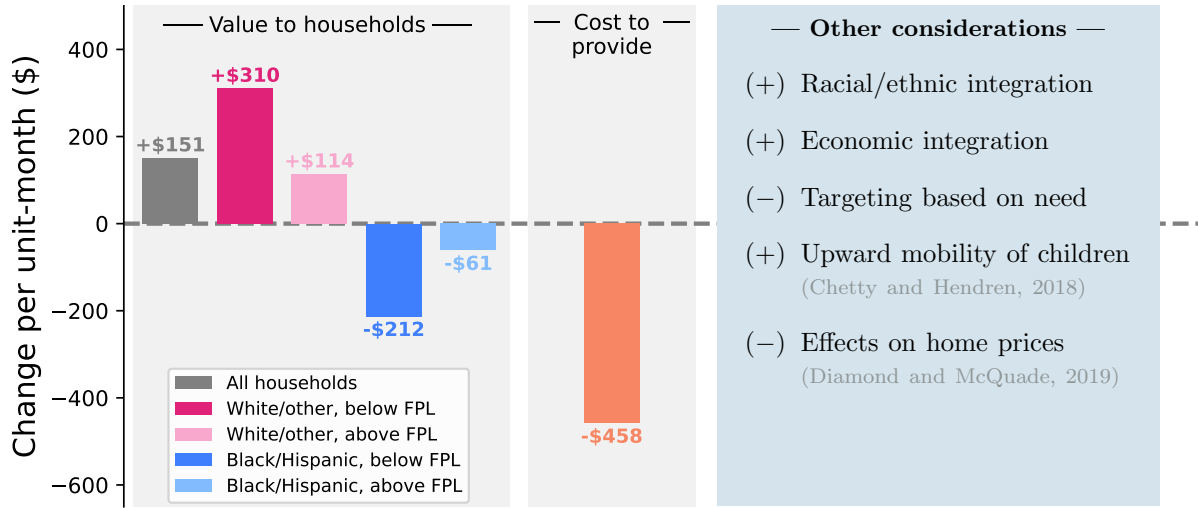 Change per unit-month ($)
400
200
0
−200
−400
−600
Value to households
+$151
+$310
+$114
-$212
-$61
All households
White/other, below FPL
White/other, above FPL
Black/Hispanic, below FPL
Black/Hispanic, above FPL
Cost to
provide
-$458
Other considerations
(+) Racial/ethnic integration
(+) Economic integration
(−) Targeting based on need
(+) Upward mobility of children
(Chetty and Hendren, 2018)
(−) Effects on home prices
(Diamond and McQuade, 2019)